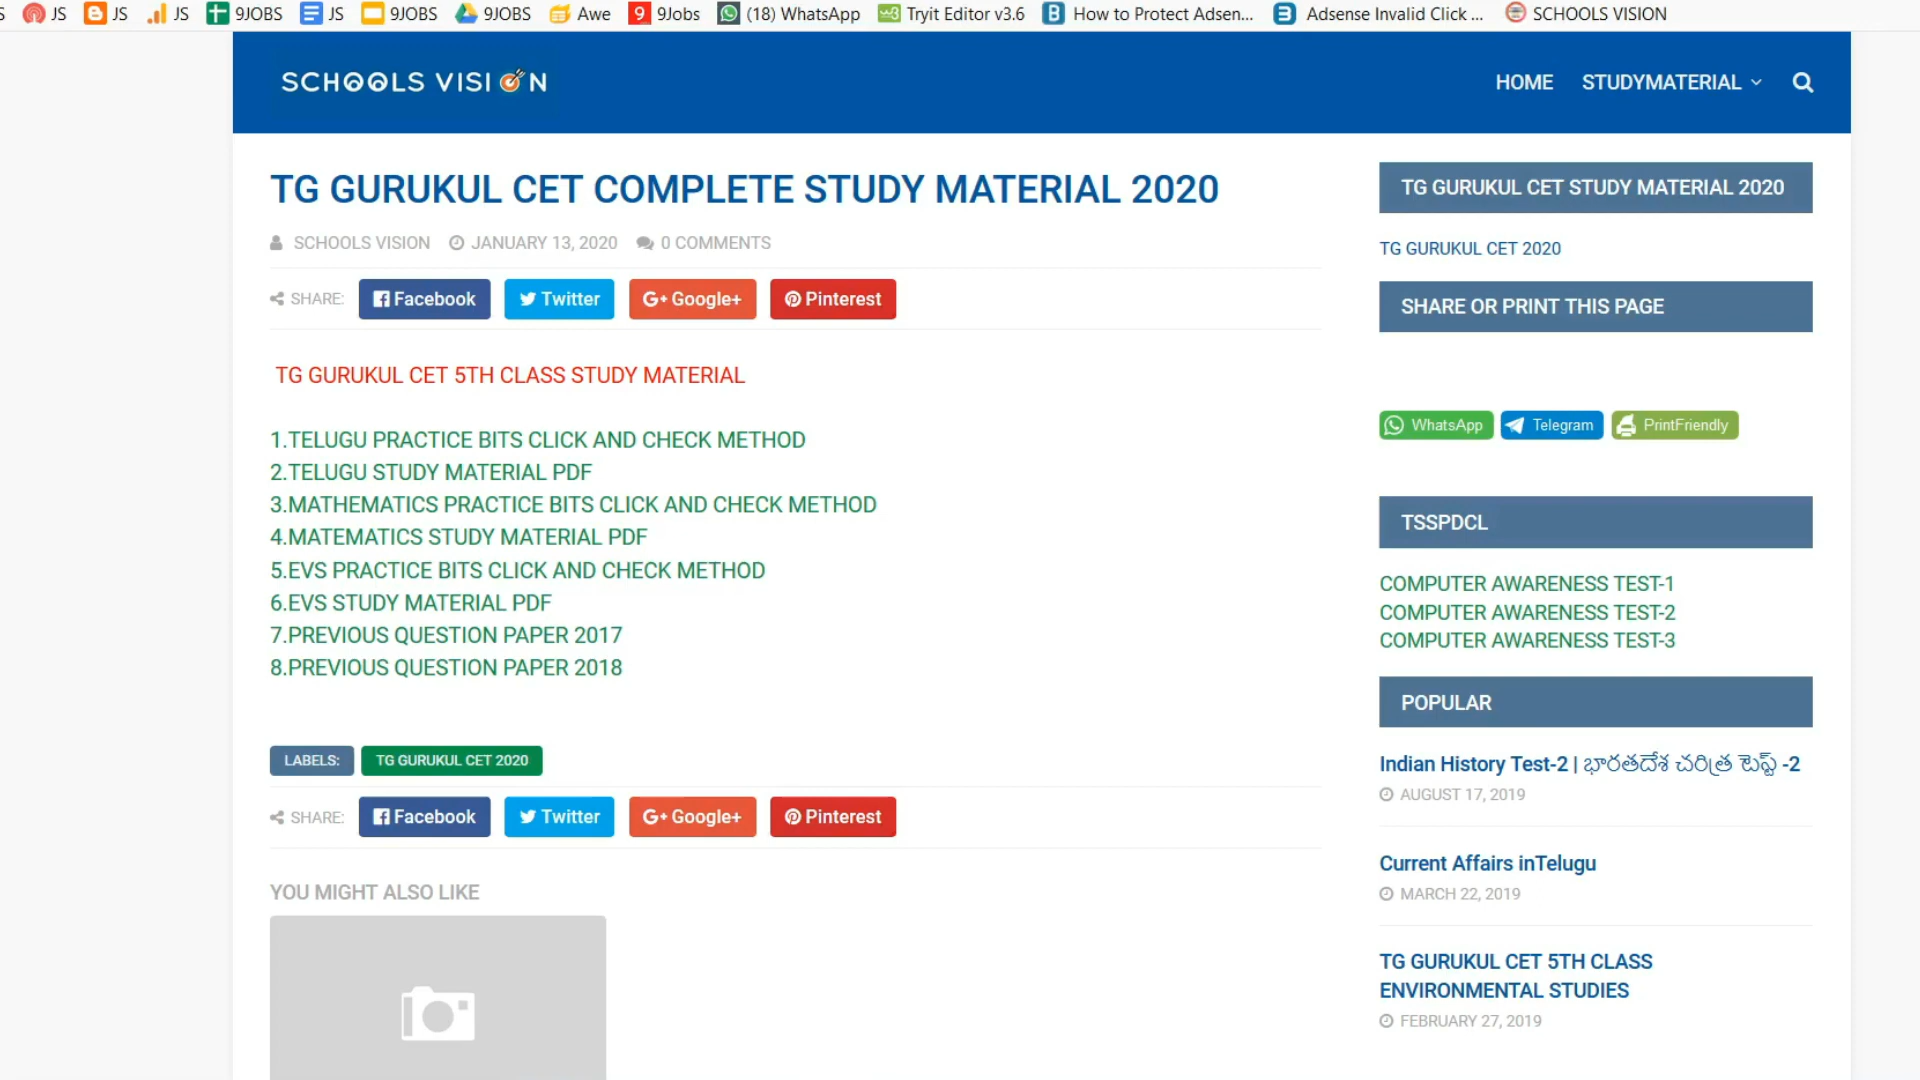 JS
JS
JS
9JOBS
JS
9JOBS
9JOBS
Awe
9Jobs
(18) WhatsApp
Tryit Editor v3.6
How to Protect Adsen...
Adsense Invalid Click ...
SCHOOLS VISION
SCHOOLS VISION
HOME
STUDYMATERIAL
TG GURUKUL CET COMPLETE STUDY MATERIAL 2020
SCHOOLS VISION JANUARY 13, 2020 0 COMMENTS
SHARE: Facebook Twitter G+ Google+ Pinterest
TG GURUKUL CET 5TH CLASS STUDY MATERIAL
1.TELUGU PRACTICE BITS CLICK AND CHECK METHOD
2.TELUGU STUDY MATERIAL PDF
3.MATHEMATICS PRACTICE BITS CLICK AND CHECK METHOD
4.MATEMATICS STUDY MATERIAL PDF
5.EVS PRACTICE BITS CLICK AND CHECK METHOD
6.EVS STUDY MATERIAL PDF
7.PREVIOUS QUESTION PAPER 2017
8.PREVIOUS QUESTION PAPER 2018
LABELS: TG GURUKUL CET 2020
SHARE: Facebook Twitter G+ Google+ Pinterest
YOU MIGHT ALSO LIKE
TG GURUKUL CET STUDY MATERIAL 2020
TG GURUKUL CET 2020
SHARE OR PRINT THIS PAGE
WhatsApp Telegram PrintFriendly
TSSPDCL
COMPUTER AWARENESS TEST-1
COMPUTER AWARENESS TEST-2
COMPUTER AWARENESS TEST-3
POPULAR
Indian History Test-2 | భారతదేశ చరిత్ర టెస్ట్ -2
AUGUST 17, 2019
Current Affairs inTelugu
MARCH 22, 2019
TG GURUKUL CET 5TH CLASS
ENVIRONMENTAL STUDIES
FEBRUARY 27, 2019